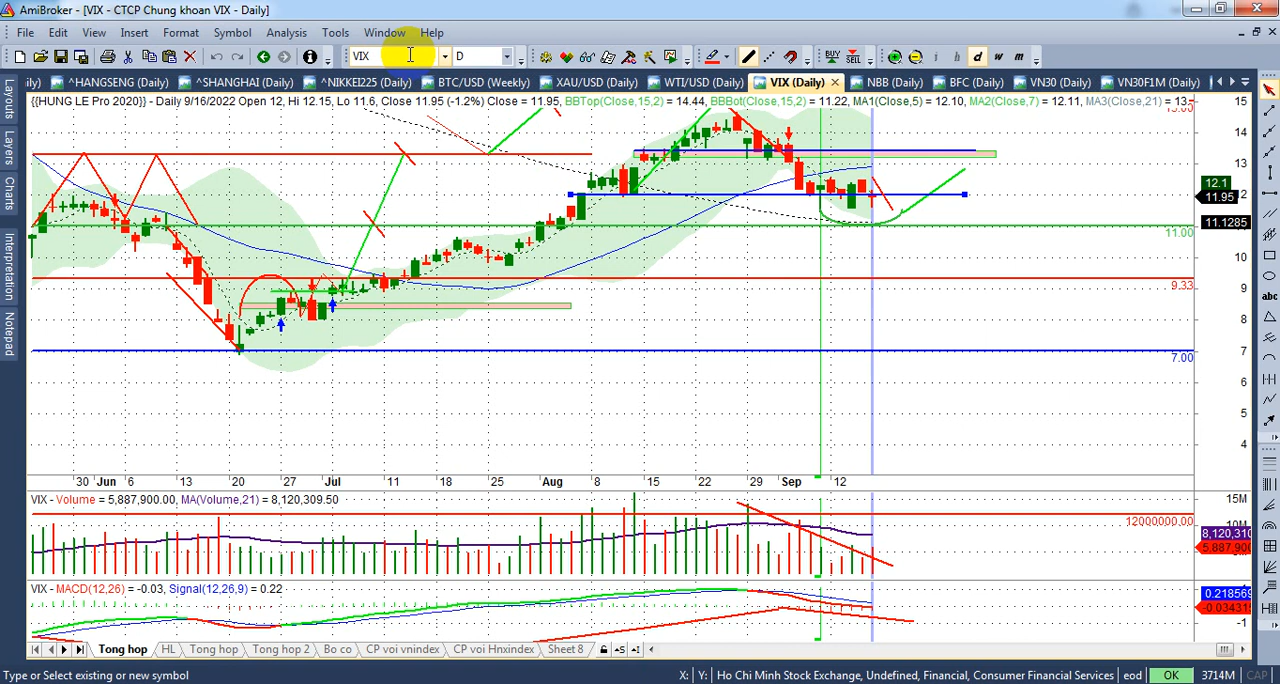 AmiBroker - [VIX - CTCP Chung khoan VIX - Daily]
File Edit View Insert Format Symbol Analysis Tools Window Help
VIX D BUY SELL i h d w m
ily) ^HANGSENG (Daily) ^SHANGHAI (Daily) ^NIKKEI225 (Daily) BTC/USD (Weekly) XAU/USD (Daily) WTI/USD (Daily) VIX (Daily) NBB (Daily) BFC (Daily) VN30 (Daily) VN30F1M (Daily)
Layouts
Layers
Charts
Interpretation
Notepad
{{HUNG LE Pro 2020}} - Daily 9/16/2022 Open 12, Hi 12.15, Lo 11.6, Close 11.95 (-1.2%) Close = 11.95, BBTop(Close,15,2) = 14.44, BBBot(Close,15,2) = 11.22, MA1(Close,5) = 12.10, MA2(Close,7) = 12.11, MA3(Close,21) = 13.
15
14
13
12.1
11.95
2
11.1285
11.00
10
9
9.33
8
7
7.00
6
5
4
30 Jun 6 13 20 27 Jul 11 18 25 Aug 8 15 22 29 Sep 12
VIX - Volume = 5,887,900.00, MA(Volume,21) = 8,120,309.50
15M
12000000.00
8,120,310
5,887,900
VIX - MACD(12,26) = -0.03, Signal(12,26,9) = 0.22
0.218569
-0.03431
-1
Tong hop HL Tong hop Tong hop 2 Bo co CP voi vnindex CP voi Hnxindex Sheet 8
abc
Type or Select existing or new symbol X: Y: Ho Chi Minh Stock Exchange, Undefined, Financial, Consumer Financial Services eod OK 3714M CAP